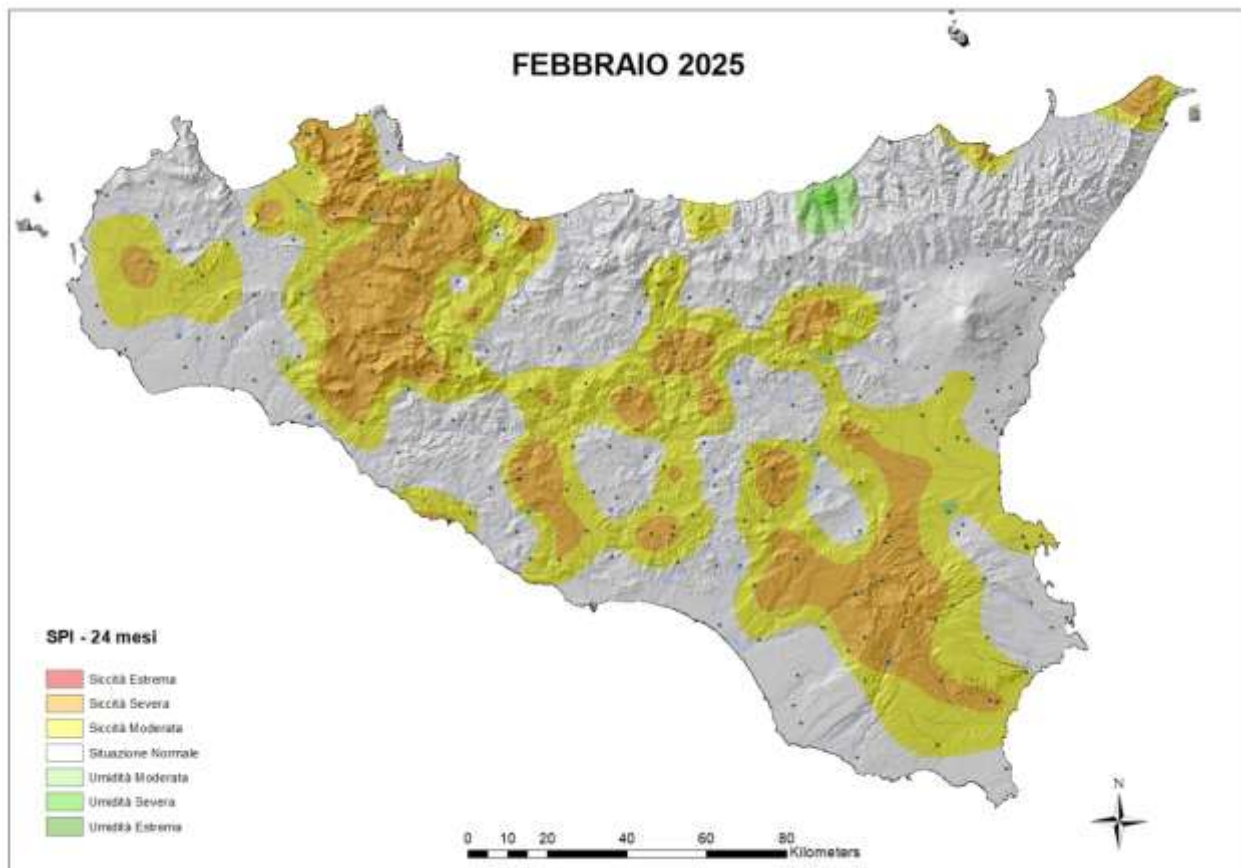 FEBBRAIO 2025
SPI - 24 mesi
Siccità Estrema
Siccità Severa
Siccità Moderata
Situazione Normale
Umidità Moderata
Umidità Severa
Umidità Estrema
N
0 10 20 40 60 80
Kilometers